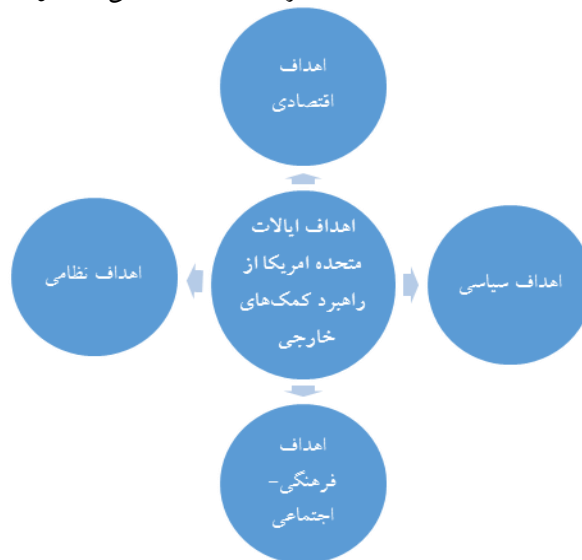 اهداف
اقتصادی
اهداف ایالات
متحده امریکا از
راهبرد کمک‌های
خارجی
اهداف سیاسی
اهداف نظامی
اهداف
فرهنگی-
اجتماعی